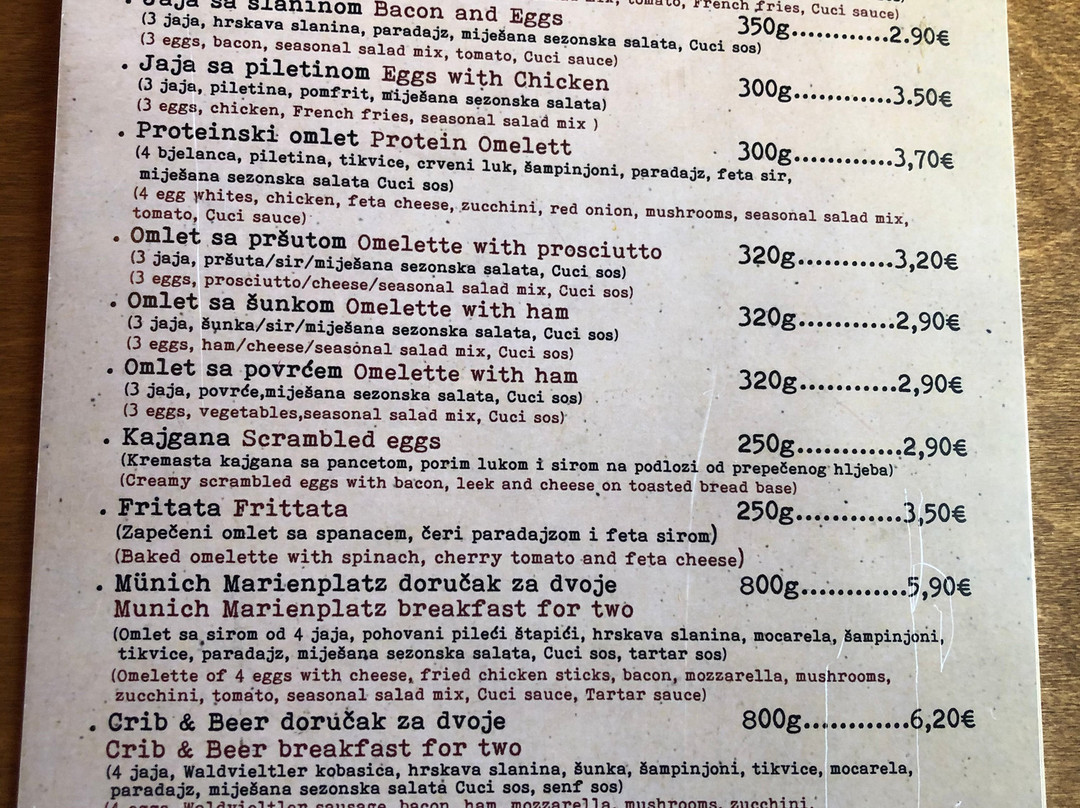 tomato, French fries, Cuci sauce)
. Jaja sa slaninom Bacon and Eggs 350g............2.90€
(3 jaja, hrskava slanina, paradajz, miješana sezonska salata, Cuci sos)
(3 eggs, bacon, seasonal salad mix, tomato, Cuci sauce)
. Jaja sa piletinom Eggs with Chicken 300g............3.50€
(3 jaja, piletina, pomfrit, miješana sezonska salata)
(3 eggs, chicken, French fries, seasonal salad mix )
. Proteinski omlet Protein Omelett 300g............3,70€
(4 bjelanca, piletina, tikvice, crveni luk, šampinjoni, paradajz, feta sir,
miješana sezonska salata Cuci sos)
(4 egg whites, chicken, feta cheese, zucchini, red onion, mushrooms, seasonal salad mix,
tomato, Cuci sauce)
. Omlet sa pršutom Omelette with prosciutto 320g...........3,20€
(3 jaja, pršuta/sir/miješana sezonska salata, Cuci sos)
(3 eggs, prosciutto/cheese/seasonal salad mix, Cuci sos)
. Omlet sa šunkom Omelette with ham 320g...........2,90€
(3 jaja, šunka/sir/miješana sezonska salata, Cuci sos)
(3 eggs, ham/cheese/seasonal salad mix, Cuci sos)
. Omlet sa povrćem Omelette with ham 320g...........2,90€
(3 jaja, povrće,miješana sezonska salata, Cuci sos)
(3 eggs, vegetables,seasonal salad mix, Cuci sos)
. Kajgana Scrambled eggs 250g............2,90€
(Kremasta kajgana sa pancetom, porim lukom i sirom na podlozi od prepečenog hljeba)
(Creamy scrambled eggs with bacon, leek and cheese on toasted bread base)
. Fritata Frittata 250g............3,50€
(Zapečeni omlet sa spanacem, čeri paradajzom i feta sirom)
(Baked omelette with spinach, cherry tomato and feta cheese)
. Münich Marienplatz doručak za dvoje 800g............5,90€
Munich Marienplatz breakfast for two
(Omlet sa sirom od 4 jaja, pohovani pileći štapići, hrskava slanina, mocarela, šampinjoni,
tikvice, paradajz, miješana sezonska salata, Cuci sos, tartar sos)
(Omelette of 4 eggs with cheese, fried chicken sticks, bacon, mozzarella, mushrooms,
zucchini, tomato, seasonal salad mix, Cuci sauce, Tartar sauce)
. Crib & Beer doručak za dvoje 800g............6,20€
Crib & Beer breakfast for two
(4 jaja, Waldvieltler kobasica, hrskava slanina, šunka, šampinjoni, tikvice, mocarela,
paradajz, miješana sezonska salata Cuci sos, senf sos)
(4 eggs, Waldvieltler sausage, bacon, ham, mozzarella, mushrooms, zucchini,